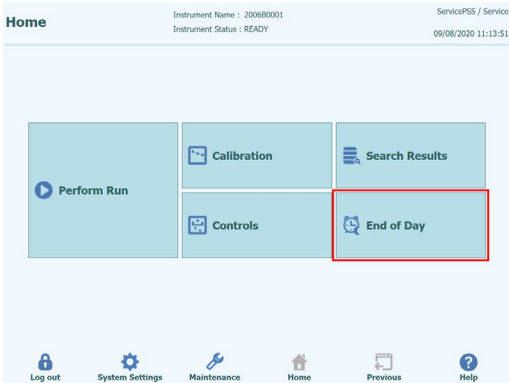 Home
Instrument Name : 2006B0001
Instrument Status : READY
ServicePSS / Service
09/08/2020 11:13:51
Perform Run
Calibration
Search Results
Controls
End of Day
Log out
System Settings
Maintenance
Home
Previous
Help